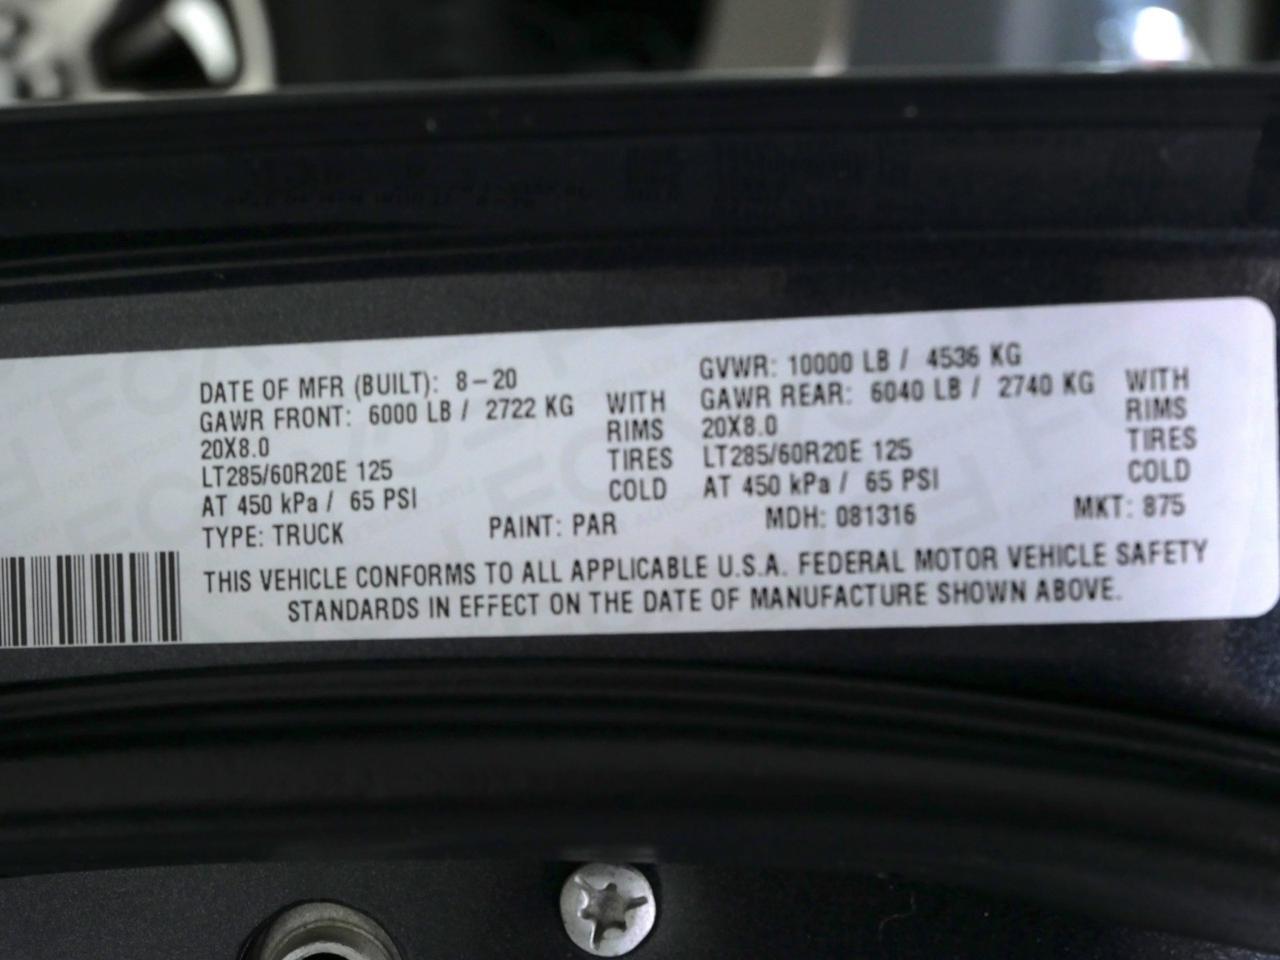 DATE OF MFR (BUILT): 8-20 GVWR: 10000 LB / 4536 KG
GAWR FRONT: 6000 LB / 2722 KG WITH GAWR REAR: 6040 LB / 2740 KG WITH
20X8.0 RIMS 20X8.0 RIMS
LT285/60R20E 125 TIRES LT285/60R20E 125 TIRES
AT 450 kPa / 65 PSI COLD AT 450 kPa / 65 PSI COLD
TYPE: TRUCK PAINT: PAR MDH: 081316 MKT: 875
THIS VEHICLE CONFORMS TO ALL APPLICABLE U.S.A. FEDERAL MOTOR VEHICLE SAFETY
STANDARDS IN EFFECT ON THE DATE OF MANUFACTURE SHOWN ABOVE.